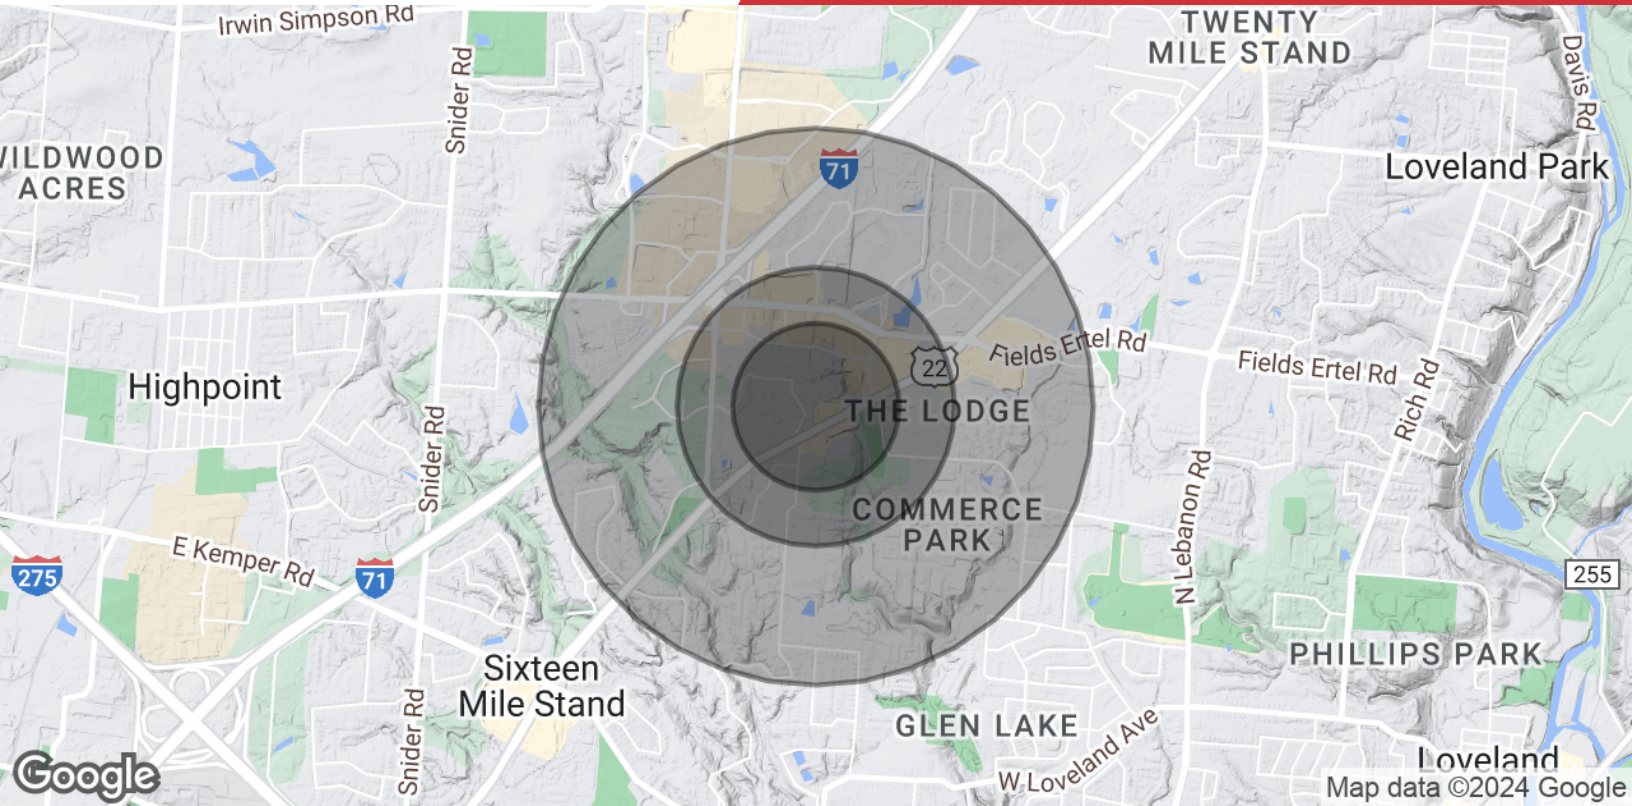 Irwin Simpson Rd
Snider Rd
TWENTY
MILE STAND
Davis Rd
ACRES
71
Loveland Park
Highpoint
Snider Rd
22
Fields Ertel Rd
Fields Ertel Rd
THE LODGE
Rich Rd
N Lebanon Rd
COMMERCE
PARK
E Kemper Rd
275
71
255
Sixteen
Mile Stand
Snider Rd
PHILLIPS PARK
GLEN LAKE
W Loveland Ave
Loveland
Google
Map data ©2024 Google